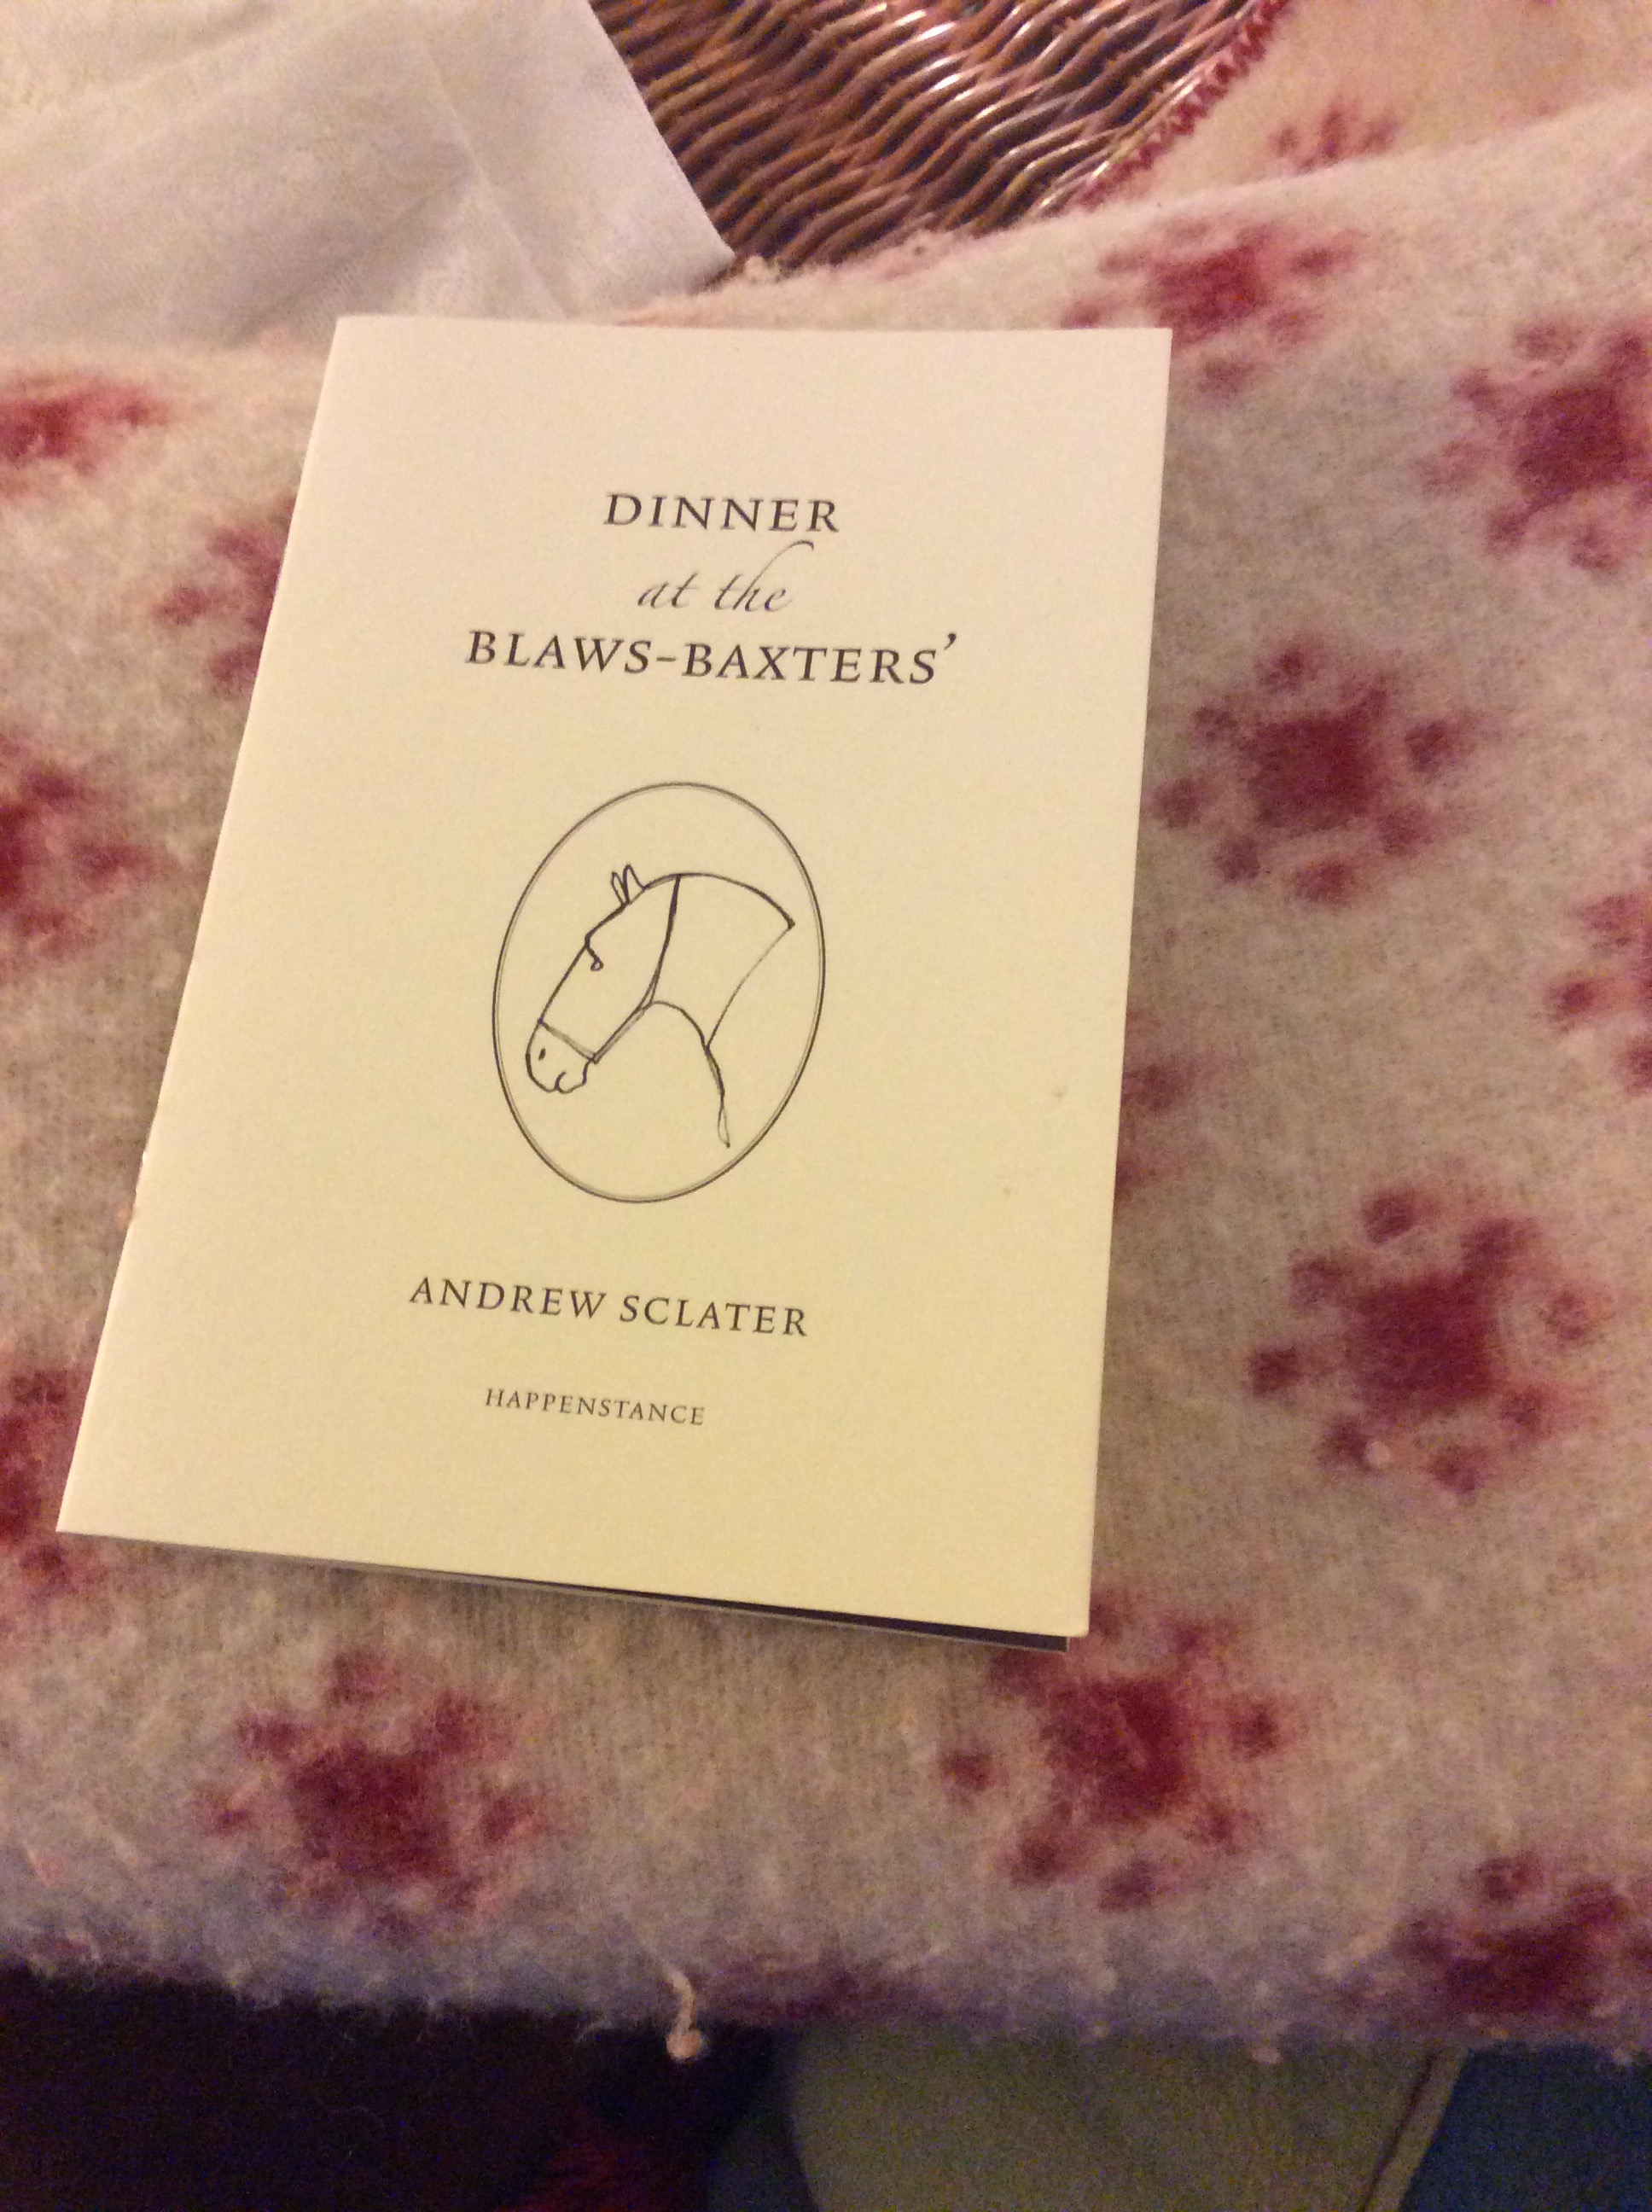 DINNER
at the
BLAWS-BAXTERS’
ANDREW SCLATER
HAPPENSTANCE